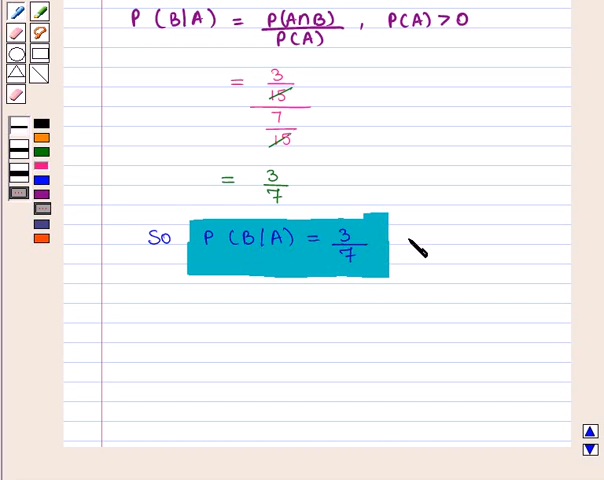 P (B|A) = P(A∩B)/P(A) , P(A) > 0
= 3/15 / 7/15
= 3/7
So P (B|A) = 3/7